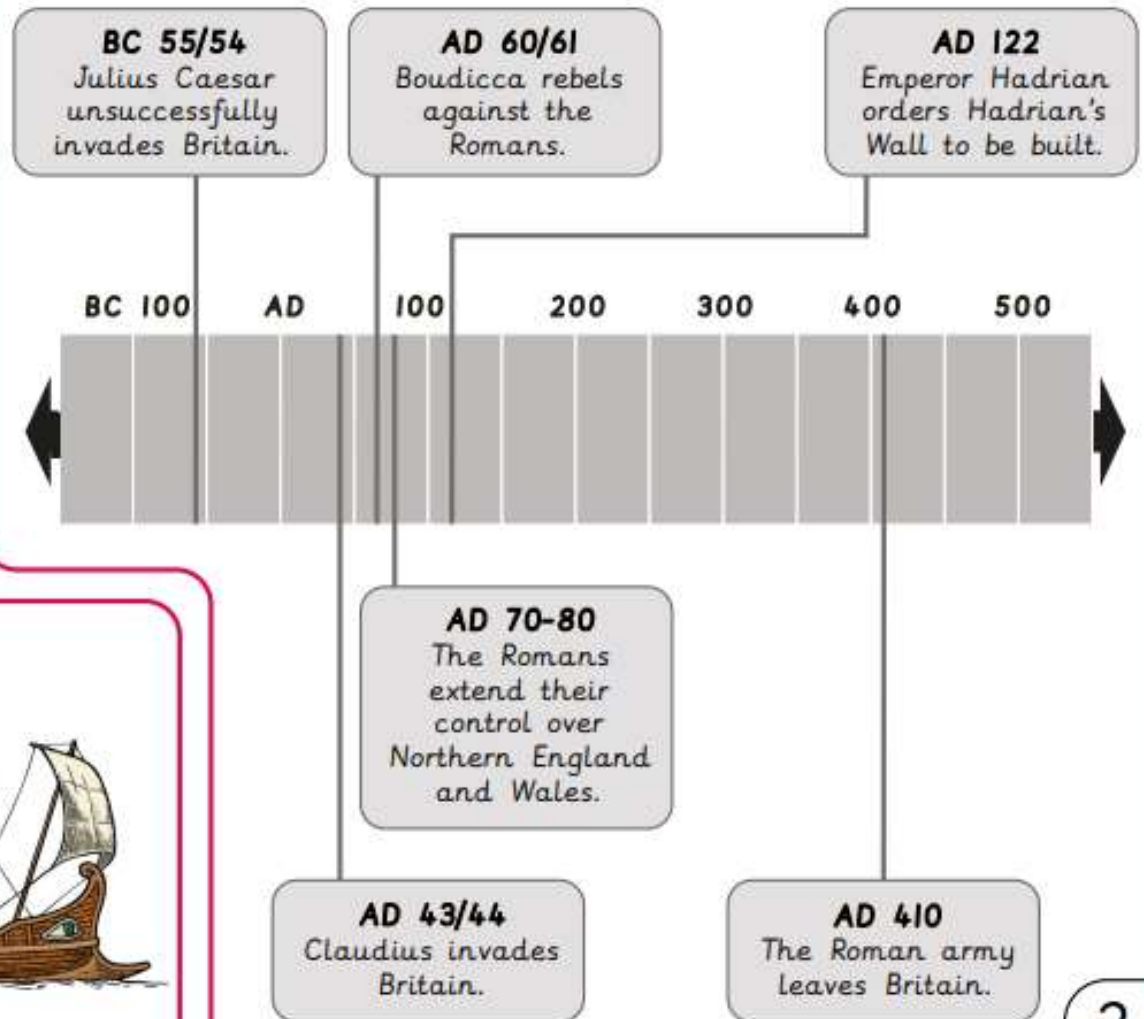 BC 55/54
Julius Caesar
unsuccessfully
invades Britain.
AD 60/61
Boudicca rebels
against the
Romans.
AD 122
Emperor Hadrian
orders Hadrian's
Wall to be built.
BC 100 AD 100 200 300 400 500
AD 70-80
The Romans
extend their
control over
Northern England
and Wales.
AD 43/44
Claudius invades
Britain.
AD 410
The Roman army
leaves Britain.